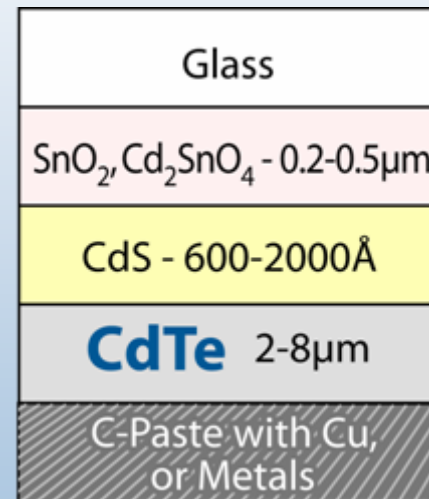 Glass
SnO₂, Cd₂SnO₄ - 0.2-0.5µm
CdS - 600-2000Å
CdTe 2-8µm
C-Paste with Cu,
or Metals